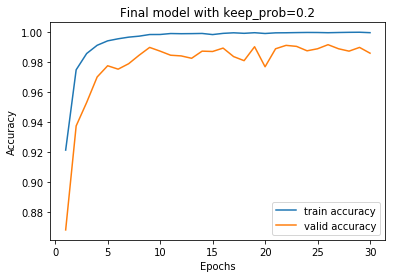 Final model with keep_prob=0.2
1.00
0.98
0.96
0.94
0.92
0.90
0.88
Accuracy
0
5
10
15
20
25
30
Epochs
train accuracy
valid accuracy